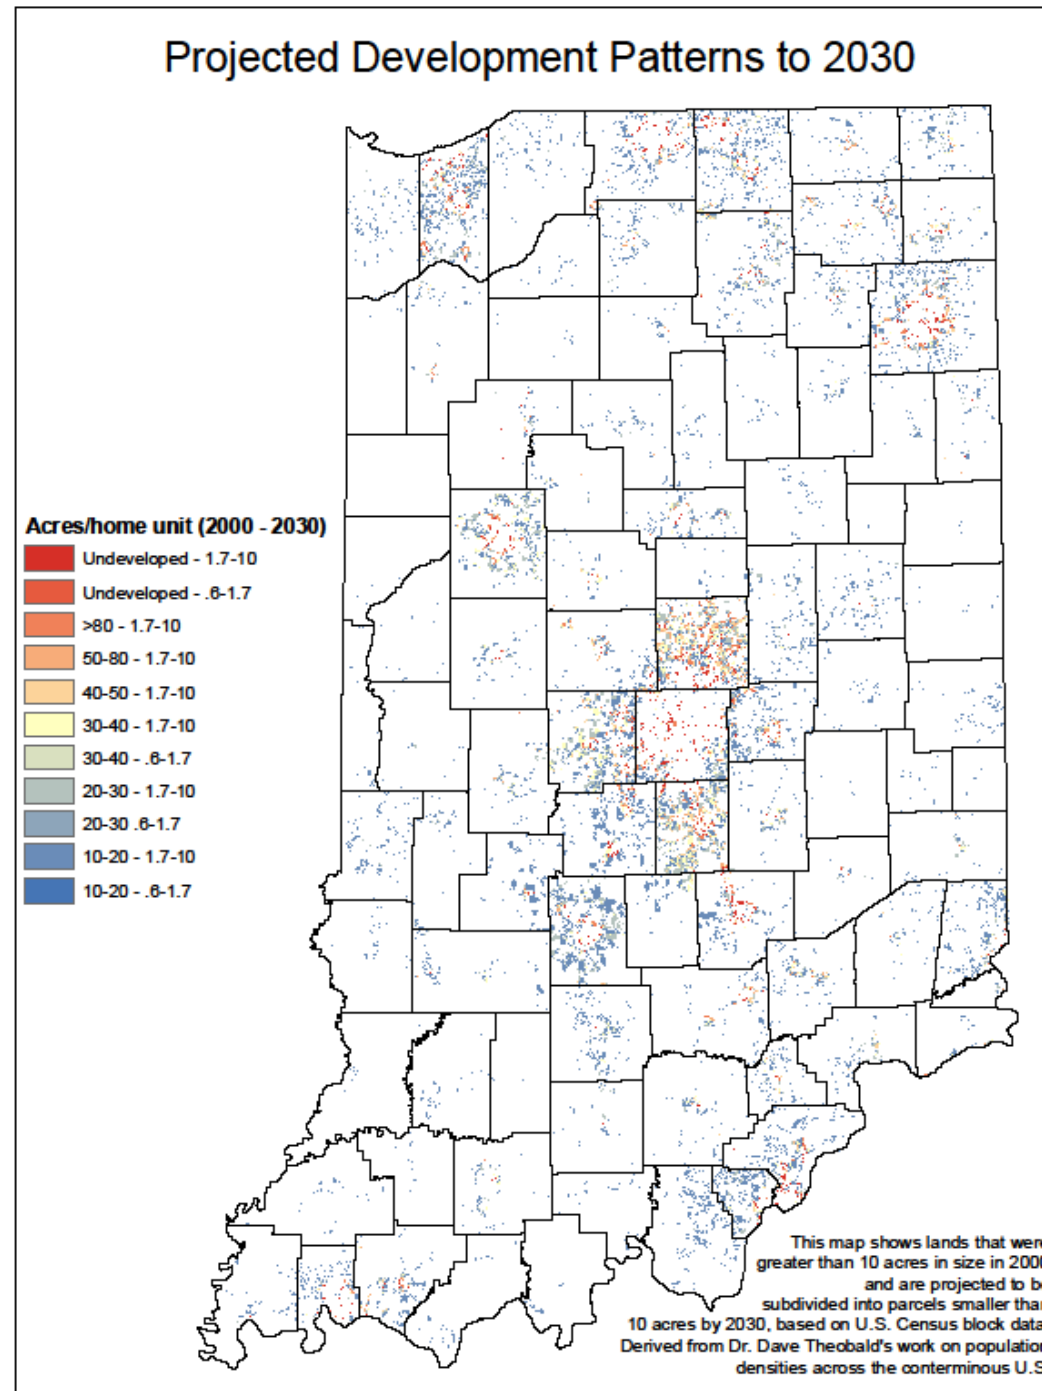 Projected Development Patterns to 2030
Acres/home unit (2000 - 2030)
Undeveloped - 1.7-10
Undeveloped - .6-1.7
>80 - 1.7-10
50-80 - 1.7-10
40-50 - 1.7-10
30-40 - 1.7-10
30-40 - .6-1.7
20-30 - 1.7-10
20-30 .6-1.7
10-20 - 1.7-10
10-20 - .6-1.7
This map shows lands that were
greater than 10 acres in size in 2000
and are projected to be
subdivided into parcels smaller than
10 acres by 2030, based on U.S. Census block data.
Derived from Dr. Dave Theobald's work on population
densities across the conterminous U.S